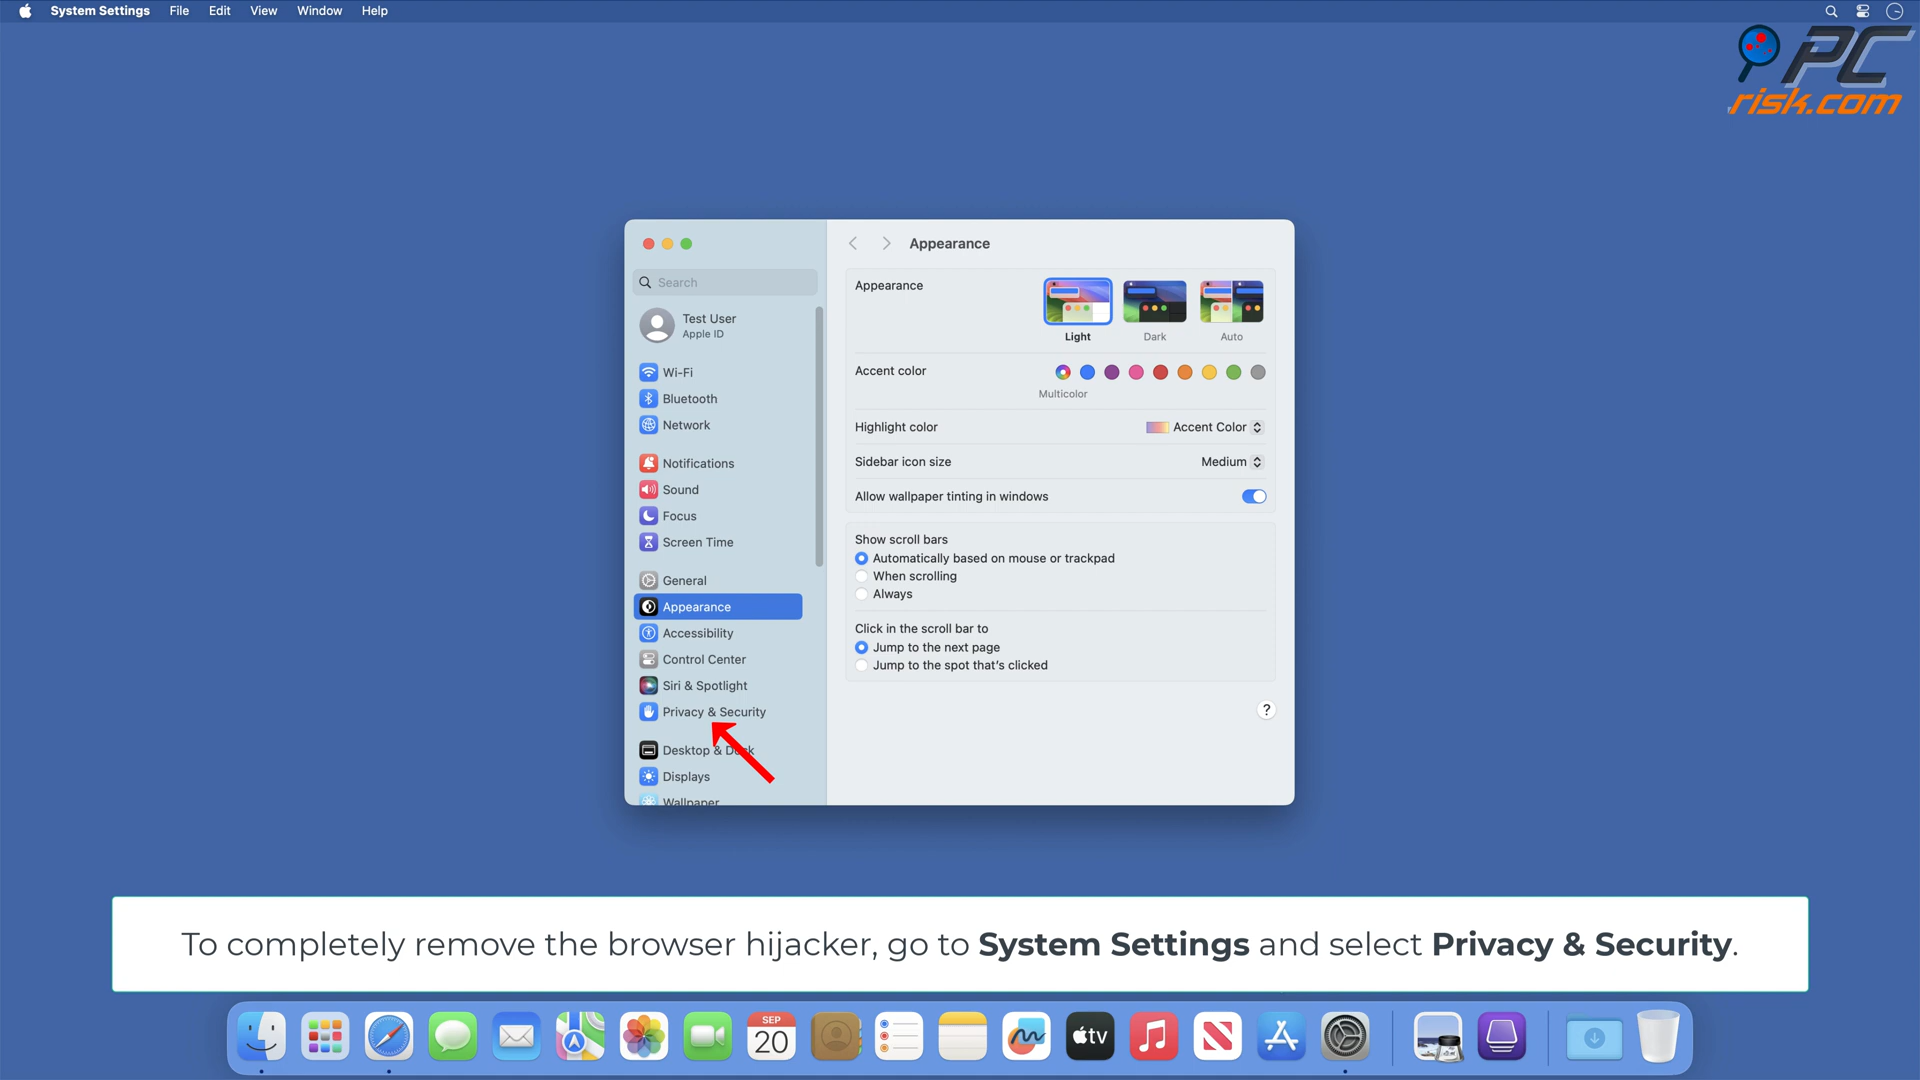 System Settings File Edit View Window Help
PC
risk.com
Appearance
Search
Test User
Apple ID
Wi-Fi
Bluetooth
Network
Notifications
Sound
Focus
Screen Time
General
Appearance
Accessibility
Control Center
Siri & Spotlight
Privacy & Security
Desktop & Dock
Displays
Wallpaper
Appearance
Light Dark Auto
Accent color
Multicolor
Highlight color Accent Color
Sidebar icon size Medium
Allow wallpaper tinting in windows
Show scroll bars
Automatically based on mouse or trackpad
When scrolling
Always
Click in the scroll bar to
Jump to the next page
Jump to the spot that's clicked
?
To completely remove the browser hijacker, go to System Settings and select Privacy & Security.
SEP
20
tv